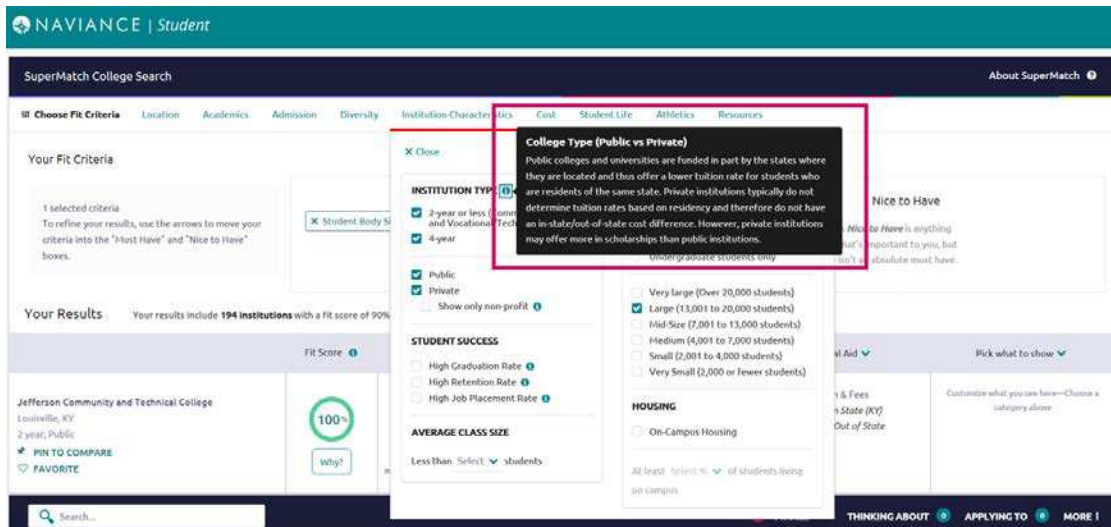 NAVIANCE | Student
SuperMatch College Search
About SuperMatch
Choose Fit Criteria Location Academics Admission Diversity Institution Characteristics Cost Student Life Athletics Resources
Your Fit Criteria
1 selected criteria
To refine your results, use the arrows to move your
criteria into the "Must Have" and "Nice to Have"
boxes.
X Student Body
X Close
INSTITUTION TYPE
2-year or less
and Vocational
4-year
Public
Private
Show only non-profit
STUDENT SUCCESS
High Graduation Rate
High Retention Rate
High Job Placement Rate
AVERAGE CLASS SIZE
Less than Select students
College Type (Public vs Private)
Public colleges and universities are funded in part by the states where
they are located and thus offer a lower tuition rate for students who
are residents of the same state. Private institutions typically do not
determine tuition rates based on residency and therefore do not have
an in-state/out-of-state cost difference. However, private institutions
may offer more in scholarships than public institutions.
Undergraduate students only
Very large (Over 20,000 students)
Large (13,001 to 20,000 students)
Mid-Size (7,001 to 13,000 students)
Medium (4,001 to 7,000 students)
Small (2,001 to 4,000 students)
Very Small (2,000 or fewer students)
HOUSING
On-Campus Housing
At least Select % of students living
on campus
Nice to Have
Nice to Have is anything
important to you, but
absolute must have.
Your Results Your results include 194 institutions with a fit score of 90%
Fit Score
Aid
Pick what to show
Jefferson Community and Technical College
Louisville, KY
2 year, Public
PIN TO COMPARE
FAVORITE
100%
Why?
& Fees
State (KY)
Out of State
Customize what you see here—Choose a
category above
Search...
THINKING ABOUT 0 APPLYING TO 0 MORE